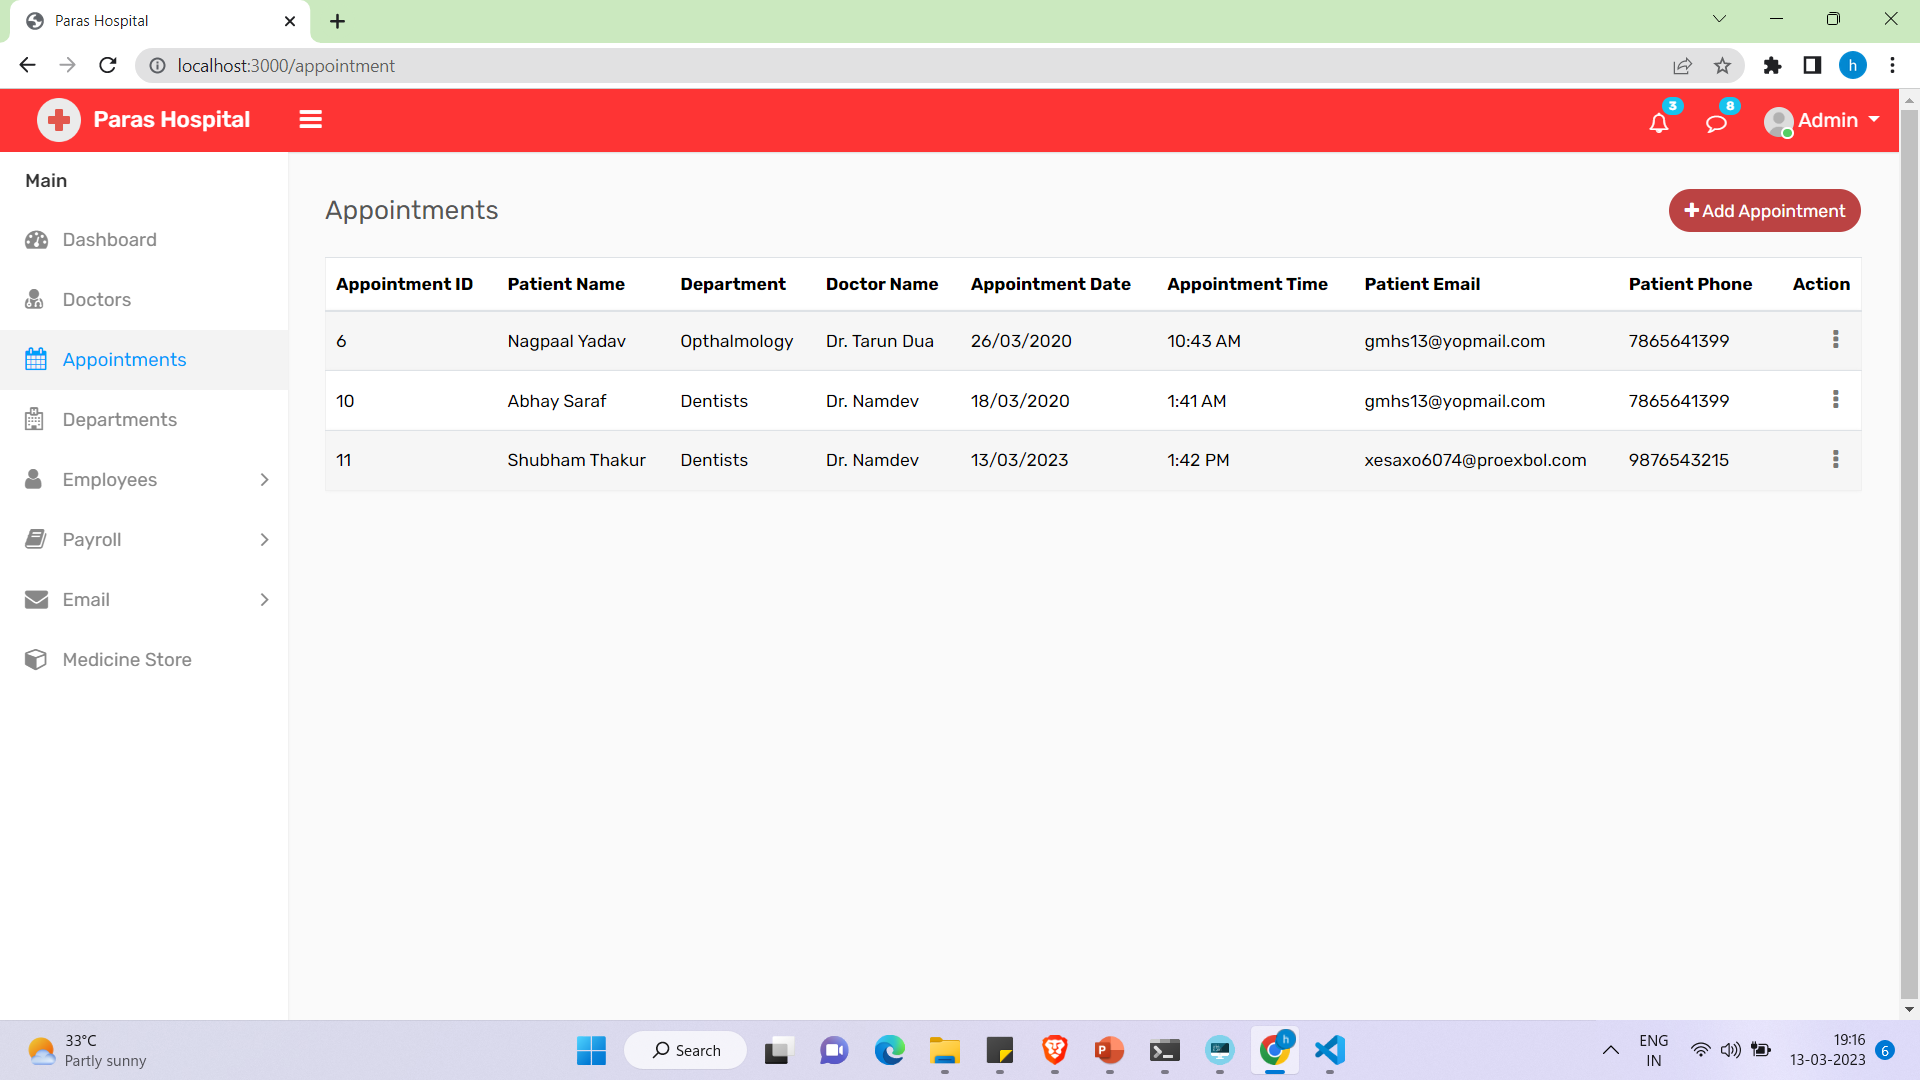 Paras Hospital
localhost:3000/appointment
h
Paras Hospital
3
8
Admin
Main
Dashboard
Doctors
Appointments
Departments
Employees
Payroll
Email
Medicine Store
Appointments
Add Appointment
Appointment ID Patient Name Department Doctor Name Appointment Date Appointment Time Patient Email Patient Phone Action
6 Nagpaal Yadav Opthalmology Dr. Tarun Dua 26/03/2020 10:43 AM gmhs13@yopmail.com 7865641399
10 Abhay Saraf Dentists Dr. Namdev 18/03/2020 1:41 AM gmhs13@yopmail.com 7865641399
11 Shubham Thakur Dentists Dr. Namdev 13/03/2023 1:42 PM xesaxo6074@proexbol.com 9876543215
33°C
Partly sunny
Search
P
h
ENG
IN
19:16
13-03-2023
6